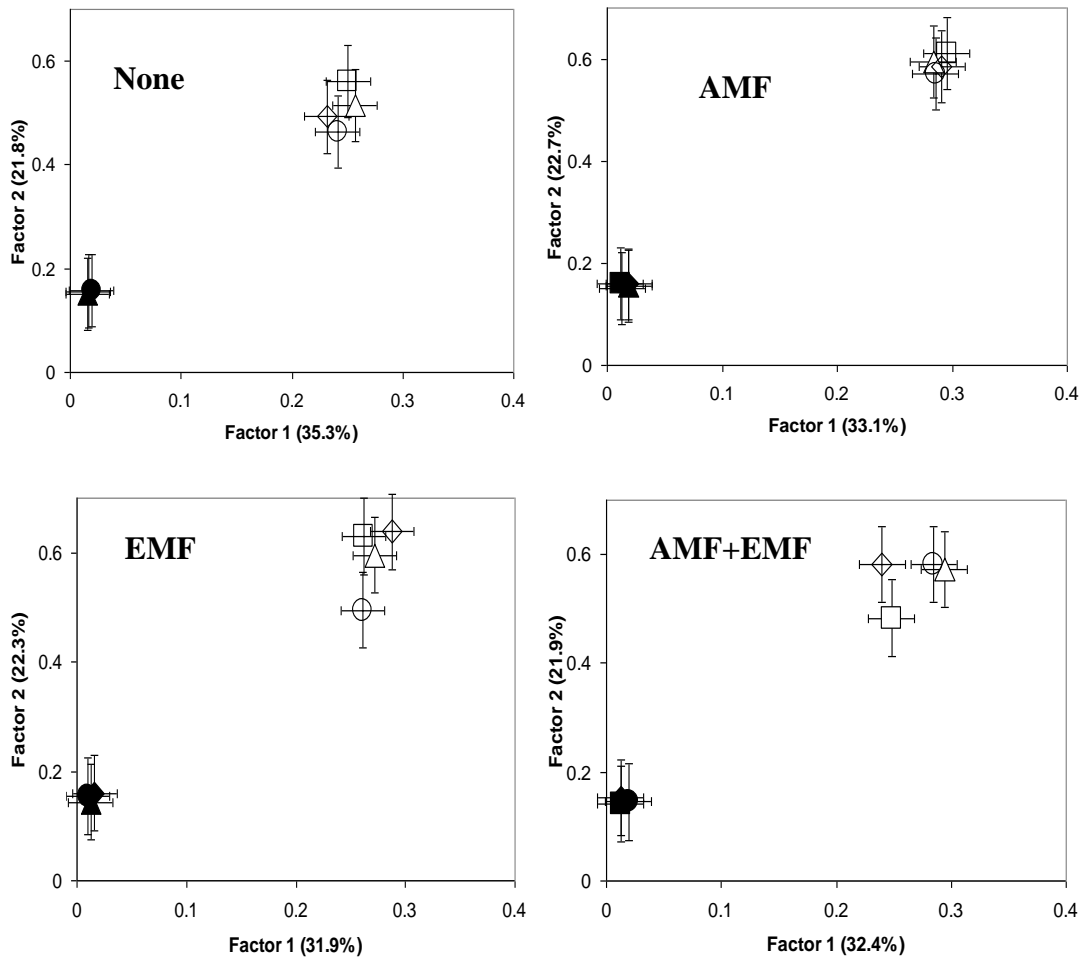 None
Factor 2 (21.8%)
0.6
0.4
0.2
0
0 0.1 0.2 0.3 0.4
Factor 1 (35.3%)
AMF
Factor 2 (22.7%)
0.6
0.4
0.2
0
0 0.1 0.2 0.3 0.4
Factor 1 (33.1%)
EMF
Factor 2 (22.3%)
0.6
0.4
0.2
0
0 0.1 0.2 0.3 0.4
Factor 1 (31.9%)
AMF+EMF
Factor 2 (21.9%)
0.6
0.4
0.2
0
0 0.1 0.2 0.3 0.4
Factor 1 (32.4%)